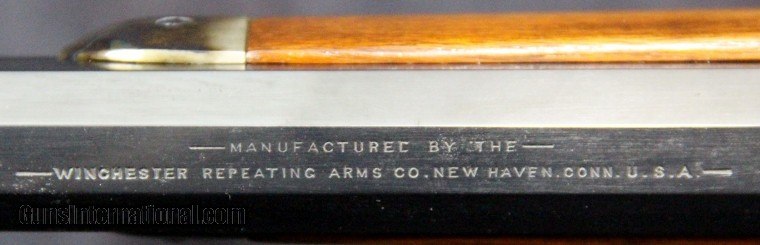 — MANUFACTURED BY THE —
— WINCHESTER REPEATING ARMS CO. NEW HAVEN. CONN. U.S.A. —
GunsInternational.com